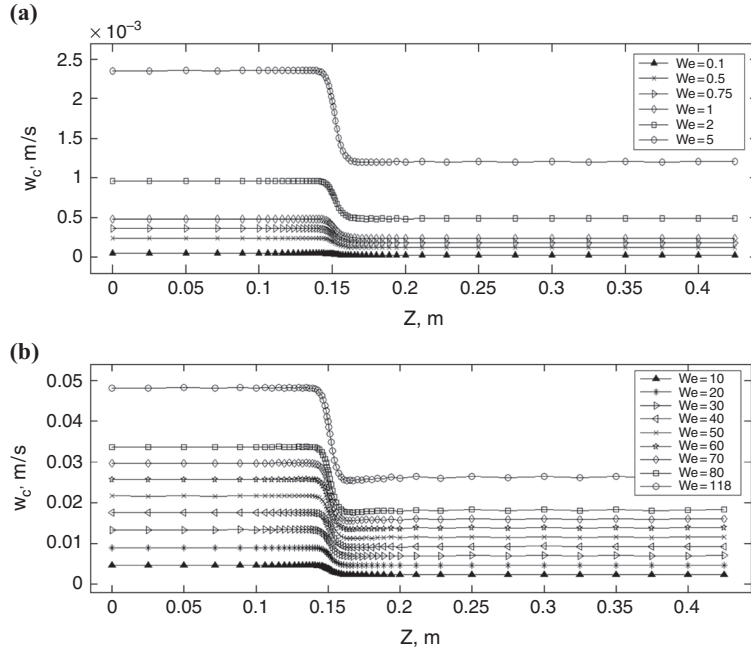 (a)
× 10−3
2.5
2
1.5
1
0.5
0
wc, m/s
0 0.05 0.1 0.15 0.2 0.25 0.3 0.35 0.4
Z, m
We=0.1
We=0.5
We=0.75
We=1
We=2
We=5
(b)
0.05
0.04
0.03
0.02
0.01
0
wc, m/s
0 0.05 0.1 0.15 0.2 0.25 0.3 0.35 0.4
Z, m
We=10
We=20
We=30
We=40
We=50
We=60
We=70
We=80
We=118